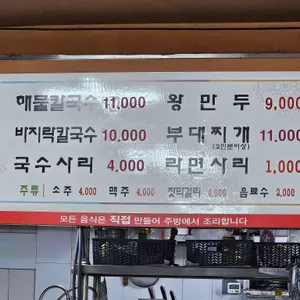 해물칼국수 11,000 왕만두 9,000
바지락칼국수 10,000 부대찌개 11,000
(2인분이상)
국수사리 4,000 라면사리 1,000
주류 소주 4,000 맥주 4,000 잣막걸리 4,000 음료수 2,000
모든 음식은 직접 만들어 주방에서 조리합니다